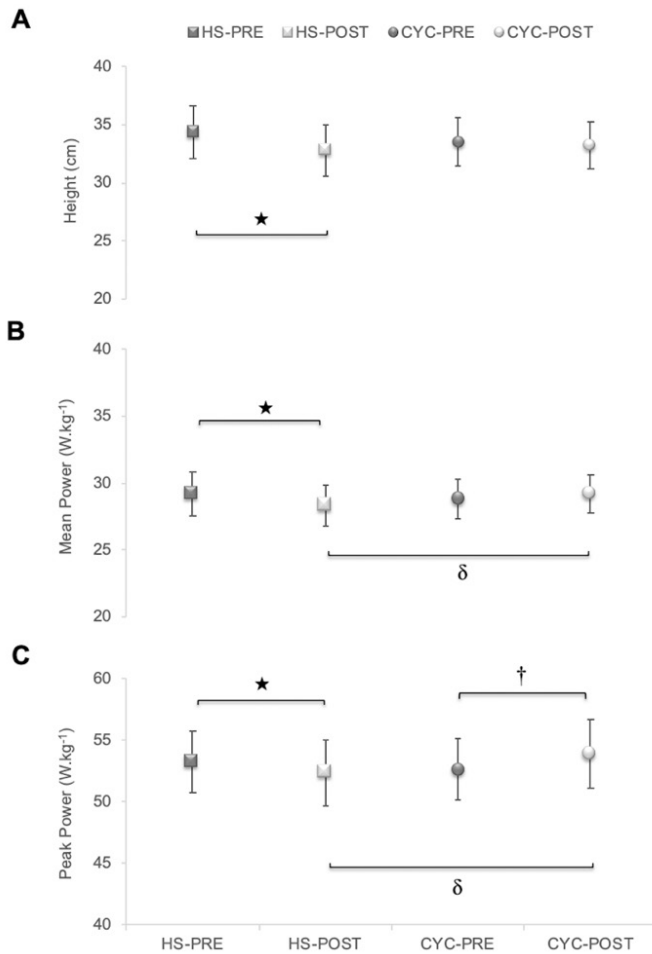 A
HS-PRE HS-POST CYC-PRE CYC-POST
Height (cm)
40
35
30
25
20
★
B
Mean Power (W.kg⁻¹)
40
35
30
25
20
★
δ
C
Peak Power (W.kg⁻¹)
60
55
50
45
40
★
†
δ
HS-PRE HS-POST CYC-PRE CYC-POST